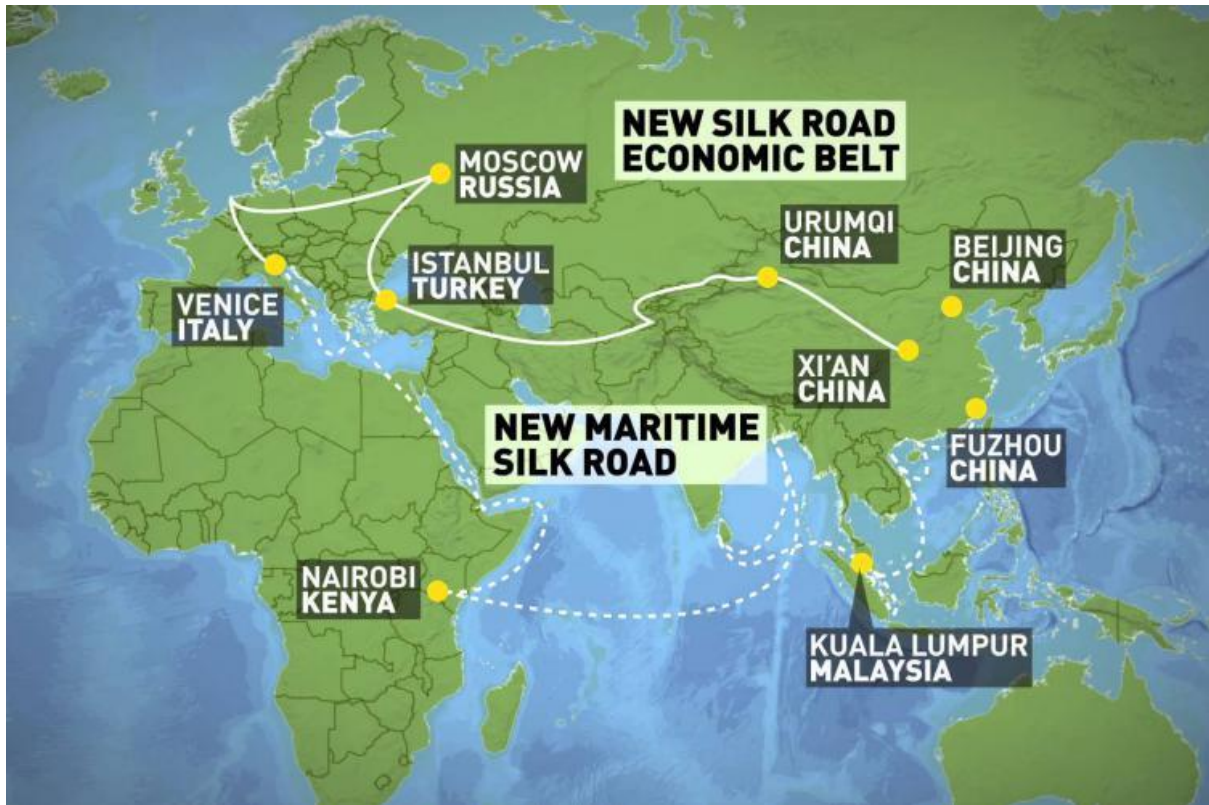 NEW SILK ROAD
ECONOMIC BELT
MOSCOW
RUSSIA
URUMQI
CHINA
BEIJING
CHINA
ISTANBUL
TURKEY
VENICE
ITALY
XI'AN
CHINA
NEW MARITIME
SILK ROAD
FUZHOU
CHINA
NAIROBI
KENYA
KUALA LUMPUR
MALAYSIA